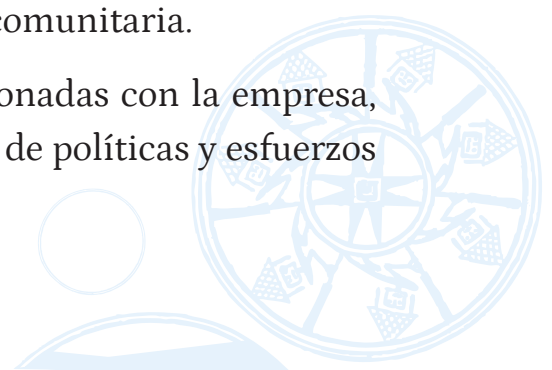 comunitaria.
onadas con la empresa,
de políticas y esfuerzos